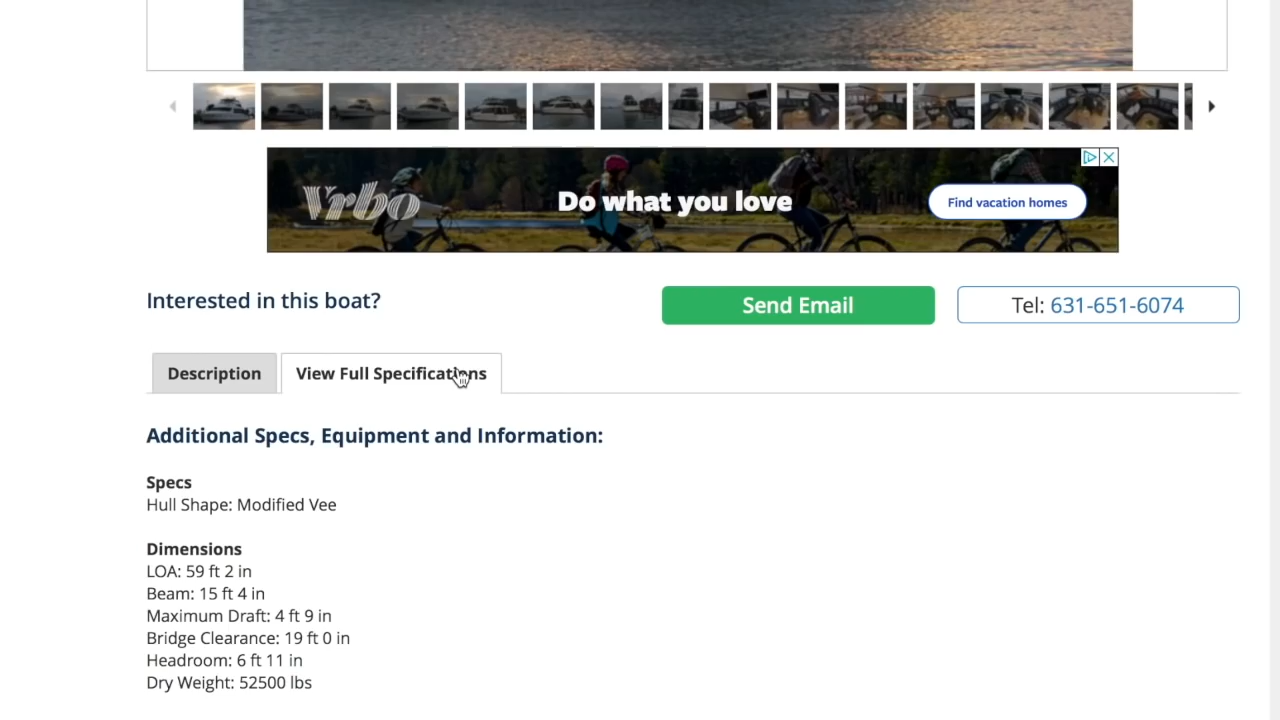 Vrbo
Do what you love
Find vacation homes
Interested in this boat?
Send Email
Tel: 631-651-6074
Description
View Full Specifications
Additional Specs, Equipment and Information:
Specs
Hull Shape: Modified Vee
Dimensions
LOA: 59 ft 2 in
Beam: 15 ft 4 in
Maximum Draft: 4 ft 9 in
Bridge Clearance: 19 ft 0 in
Headroom: 6 ft 11 in
Dry Weight: 52500 lbs